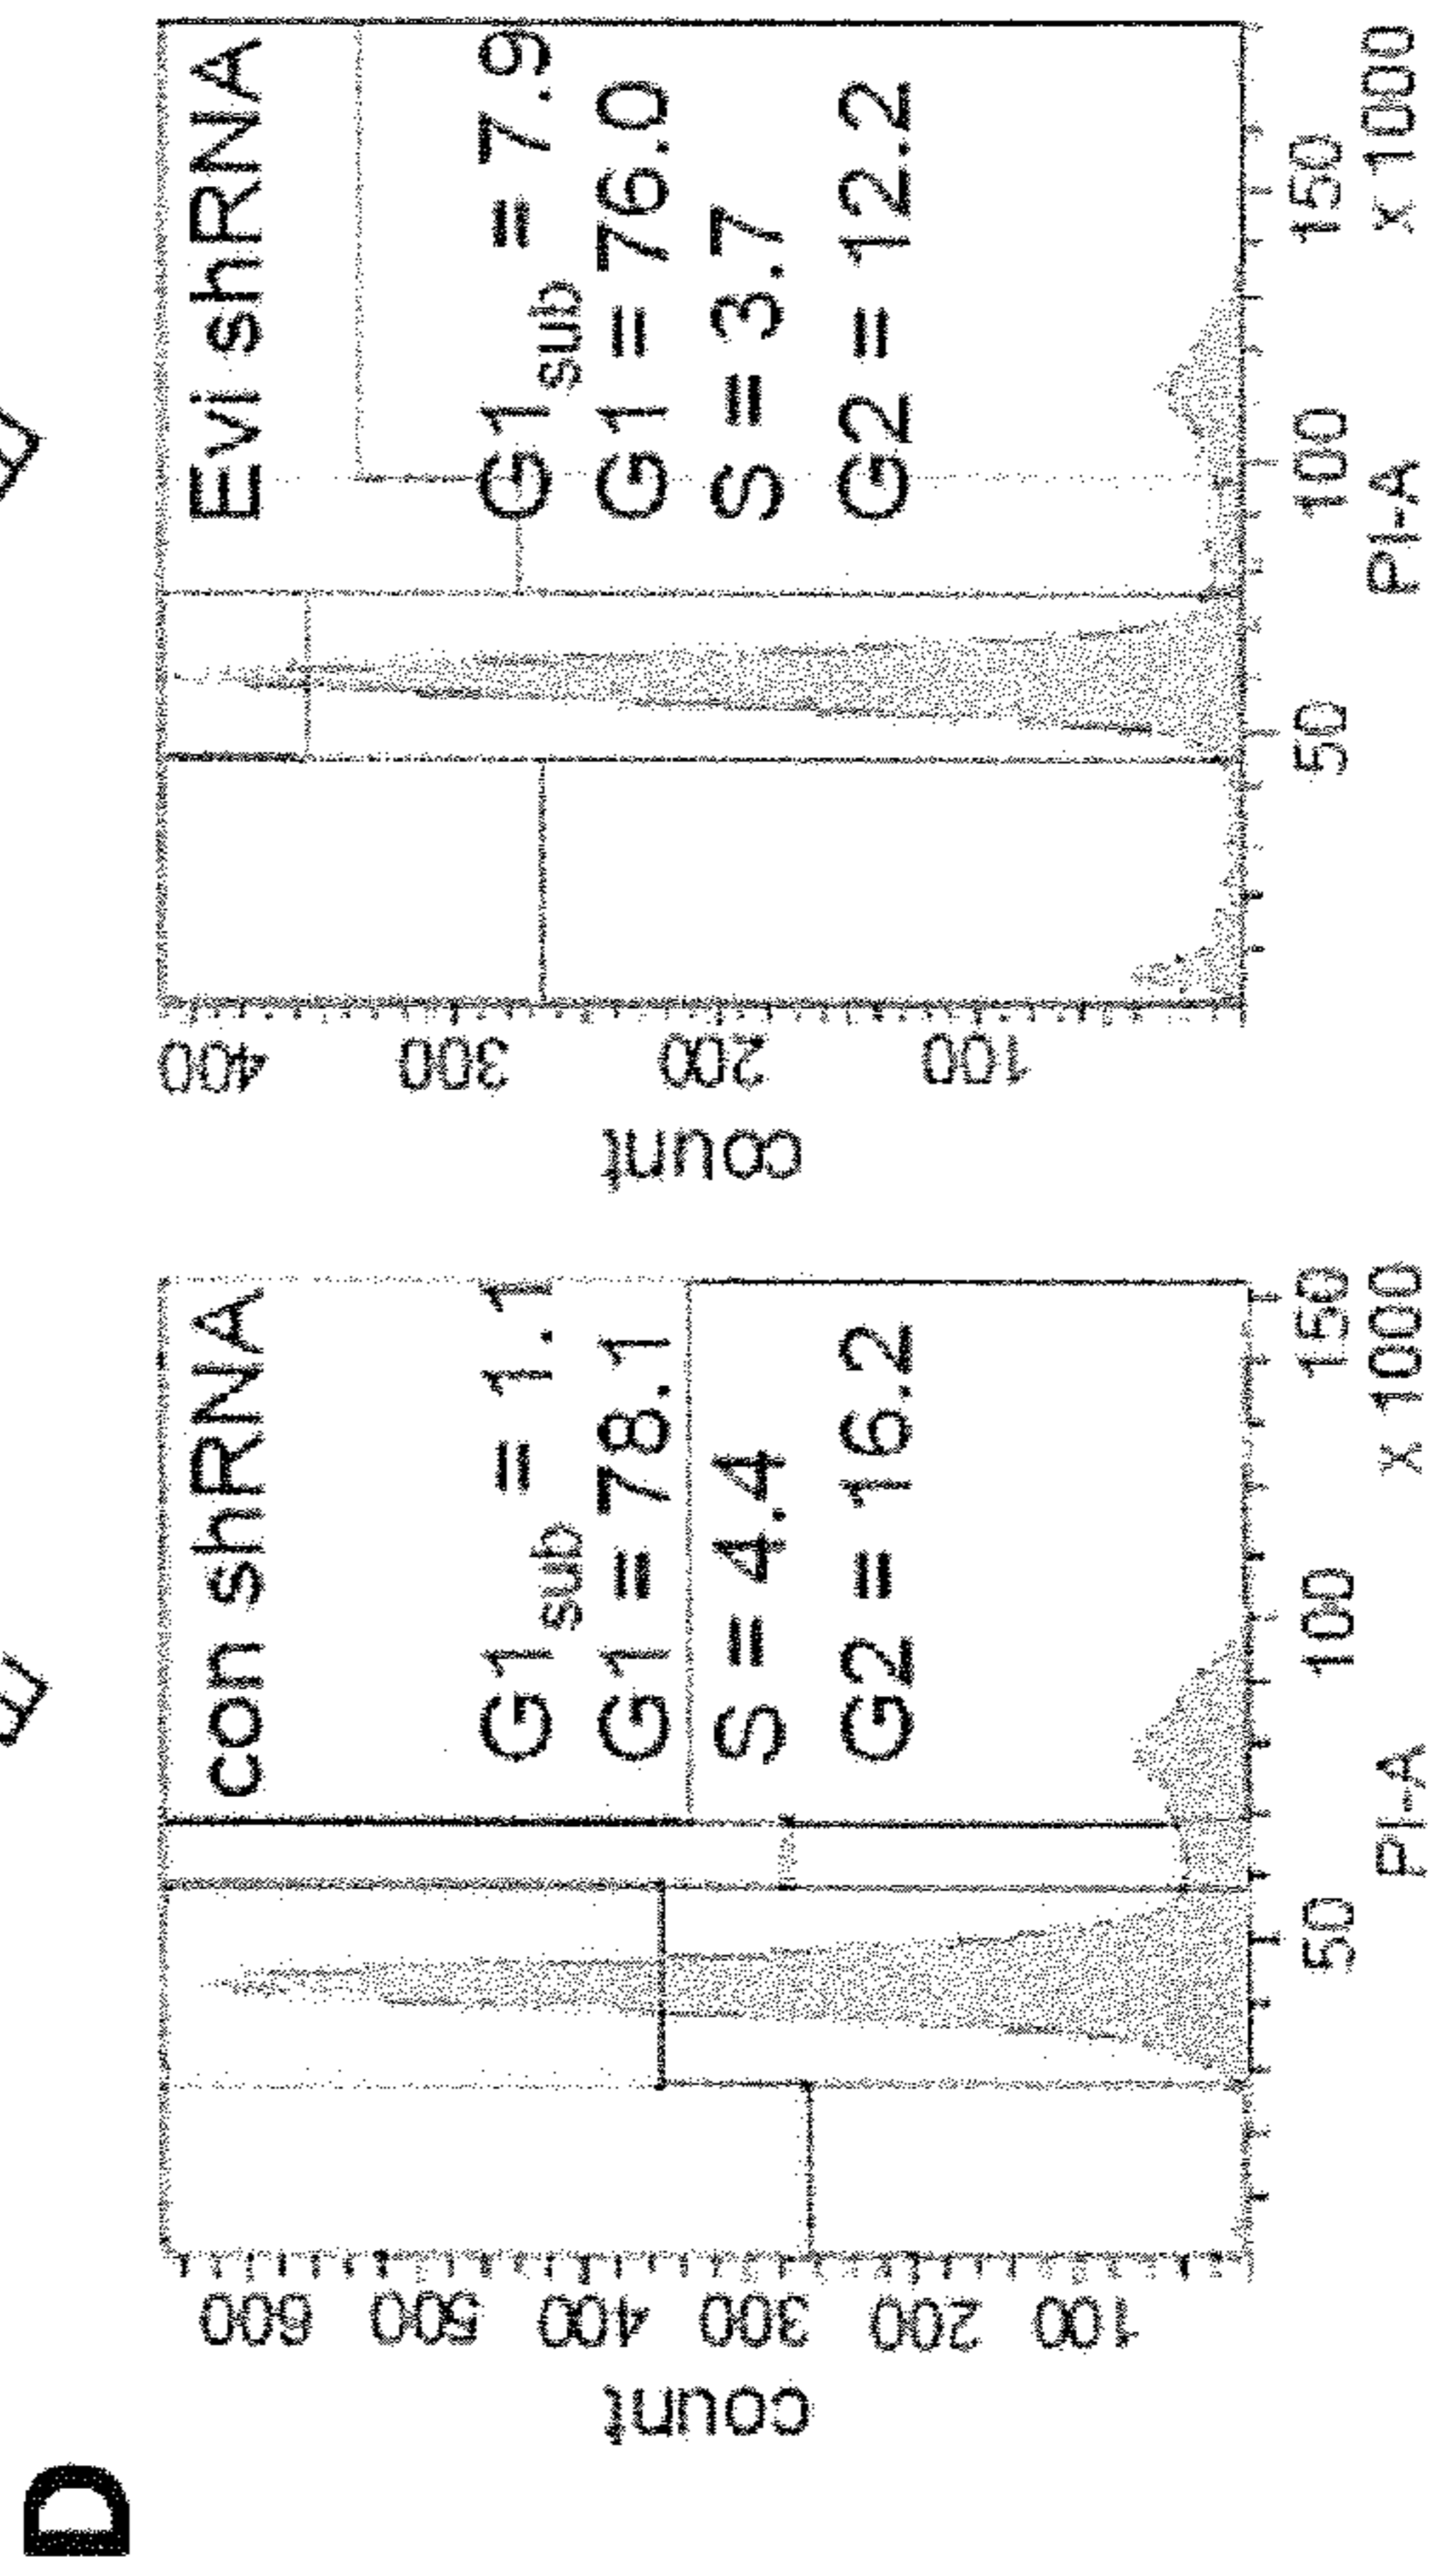 D
con shRNA
G1sub = 1.1
G1 = 78.1
S = 4.4
G2 = 16.2
count
600
500
400
300
200
100
50
100
150
PI-A
x 1000
Evi shRNA
G1sub = 7.9
G1 = 76.0
S = 3.7
G2 = 12.2
count
400
300
200
100
50
100
150
PI-A
x 1000